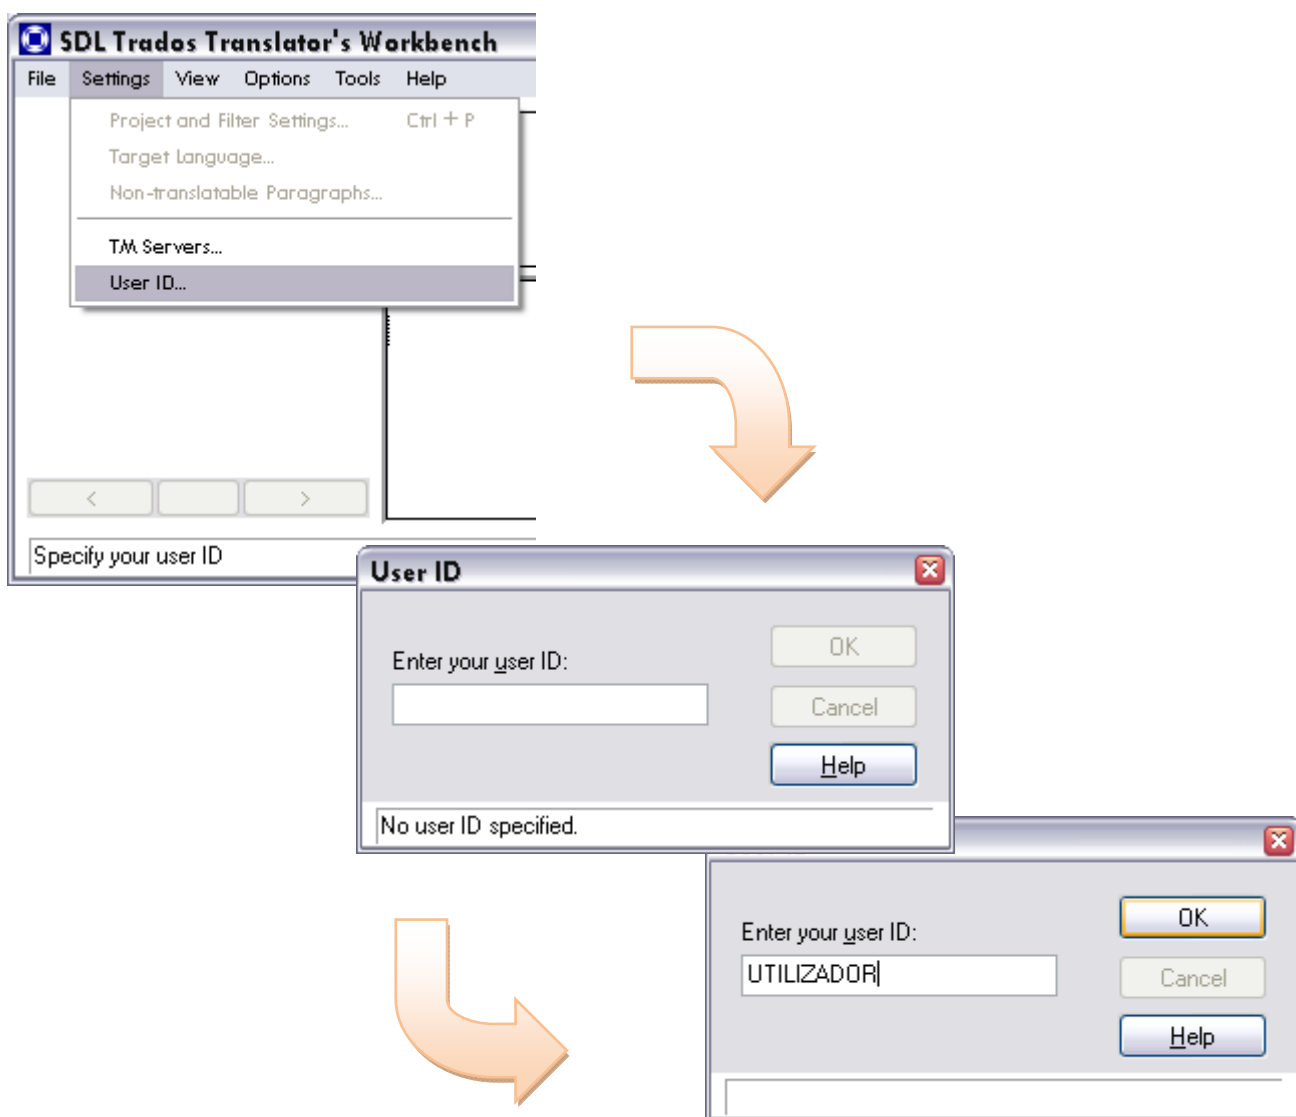 SDL Trados Translator's Workbench
File Settings View Options Tools Help
Project and Filter Settings... Ctrl + P
Target Language...
Non-translatable Paragraphs...
TM Servers...
User ID...
< >
Specify your user ID
User ID
Enter your user ID:
OK
Cancel
Help
No user ID specified.
Enter your user ID:
UTILIZADOR
OK
Cancel
Help